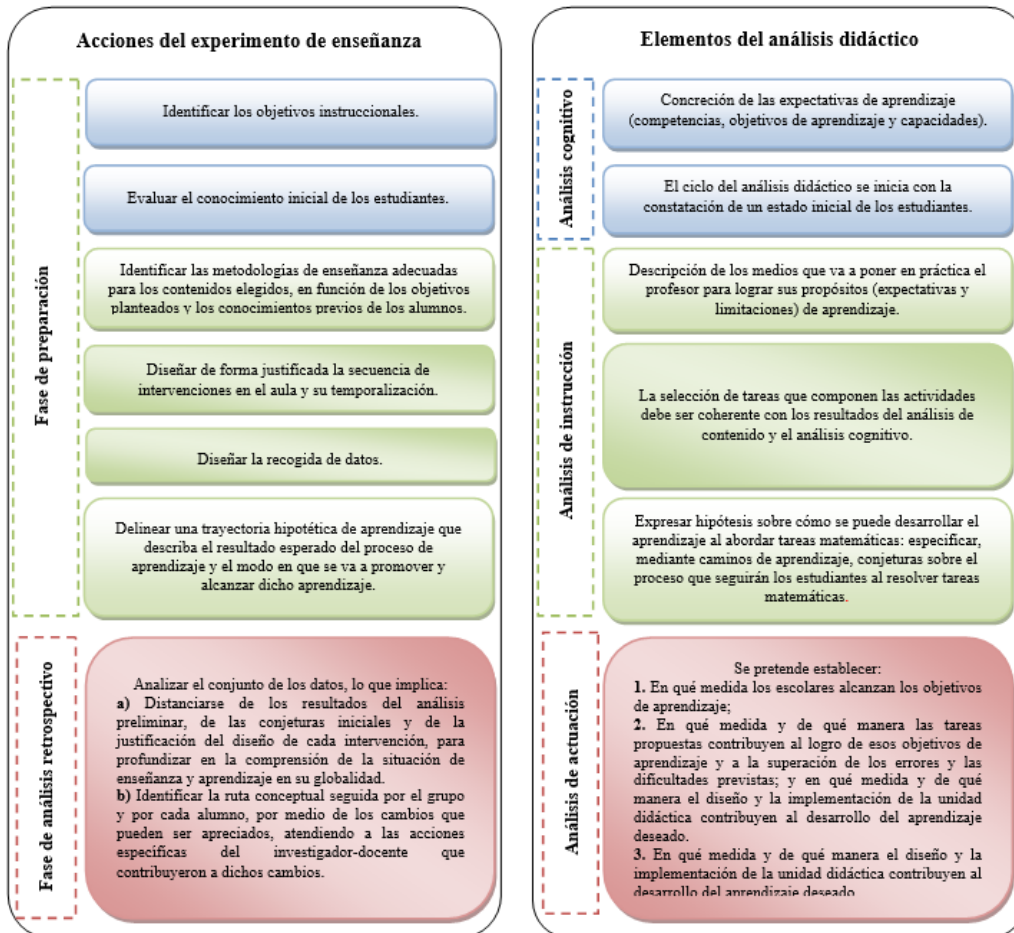 Acciones del experimento de enseñanza
Fase de preparación
Identificar los objetivos instruccionales.
Evaluar el conocimiento inicial de los estudiantes.
Identificar las metodologías de enseñanza adecuadas
para los contenidos elegidos, en función de los objetivos
planteados y los conocimientos previos de los alumnos.
Diseñar de forma justificada la secuencia de
intervenciones en el aula y su temporalización.
Diseñar la recogida de datos.
Delinear una trayectoria hipotética de aprendizaje que
describa el resultado esperado del proceso de
aprendizaje y el modo en que se va a promover y
alcanzar dicho aprendizaje.
Fase de análisis retrospectivo
Analizar el conjunto de los datos, lo que implica:
a) Distanciarse de los resultados del análisis
preliminar, de las conjeturas iniciales y de la
justificación del diseño de cada intervención, para
profundizar en la comprensión de la situación de
enseñanza y aprendizaje en su globalidad.
b) Identificar la ruta conceptual seguida por el grupo
y por cada alumno, por medio de los cambios que
pueden ser apreciados, atendiendo a las acciones
específicas del investigador-docente que
contribuyeron a dichos cambios.
Elementos del análisis didáctico
Análisis cognitivo
Concreción de las expectativas de aprendizaje
(competencias, objetivos de aprendizaje y capacidades).
El ciclo del análisis didáctico se inicia con la
constatación de un estado inicial de los estudiantes.
Análisis de instrucción
Descripción de los medios que va a poner en práctica el
profesor para lograr sus propósitos (expectativas y
limitaciones) de aprendizaje.
La selección de tareas que componen las actividades
debe ser coherente con los resultados del análisis de
contenido y el análisis cognitivo.
Expresar hipótesis sobre cómo se puede desarrollar el
aprendizaje al abordar tareas matemáticas: especificar,
mediante caminos de aprendizaje, conjeturas sobre el
proceso que seguirán los estudiantes al resolver tareas
matemáticas.
Análisis de actuación
Se pretende establecer:
1. En qué medida los escolares alcanzan los objetivos
de aprendizaje;
2. En qué medida y de qué manera las tareas
propuestas contribuyen al logro de esos objetivos de
aprendizaje y a la superación de los errores y las
dificultades previstas; y en qué medida y de qué
manera el diseño y la implementación de la unidad
didáctica contribuyen al desarrollo del aprendizaje
deseado.
3. En qué medida y de qué manera el diseño y la
implementación de la unidad didáctica contribuyen al
desarrollo del aprendizaje deseado